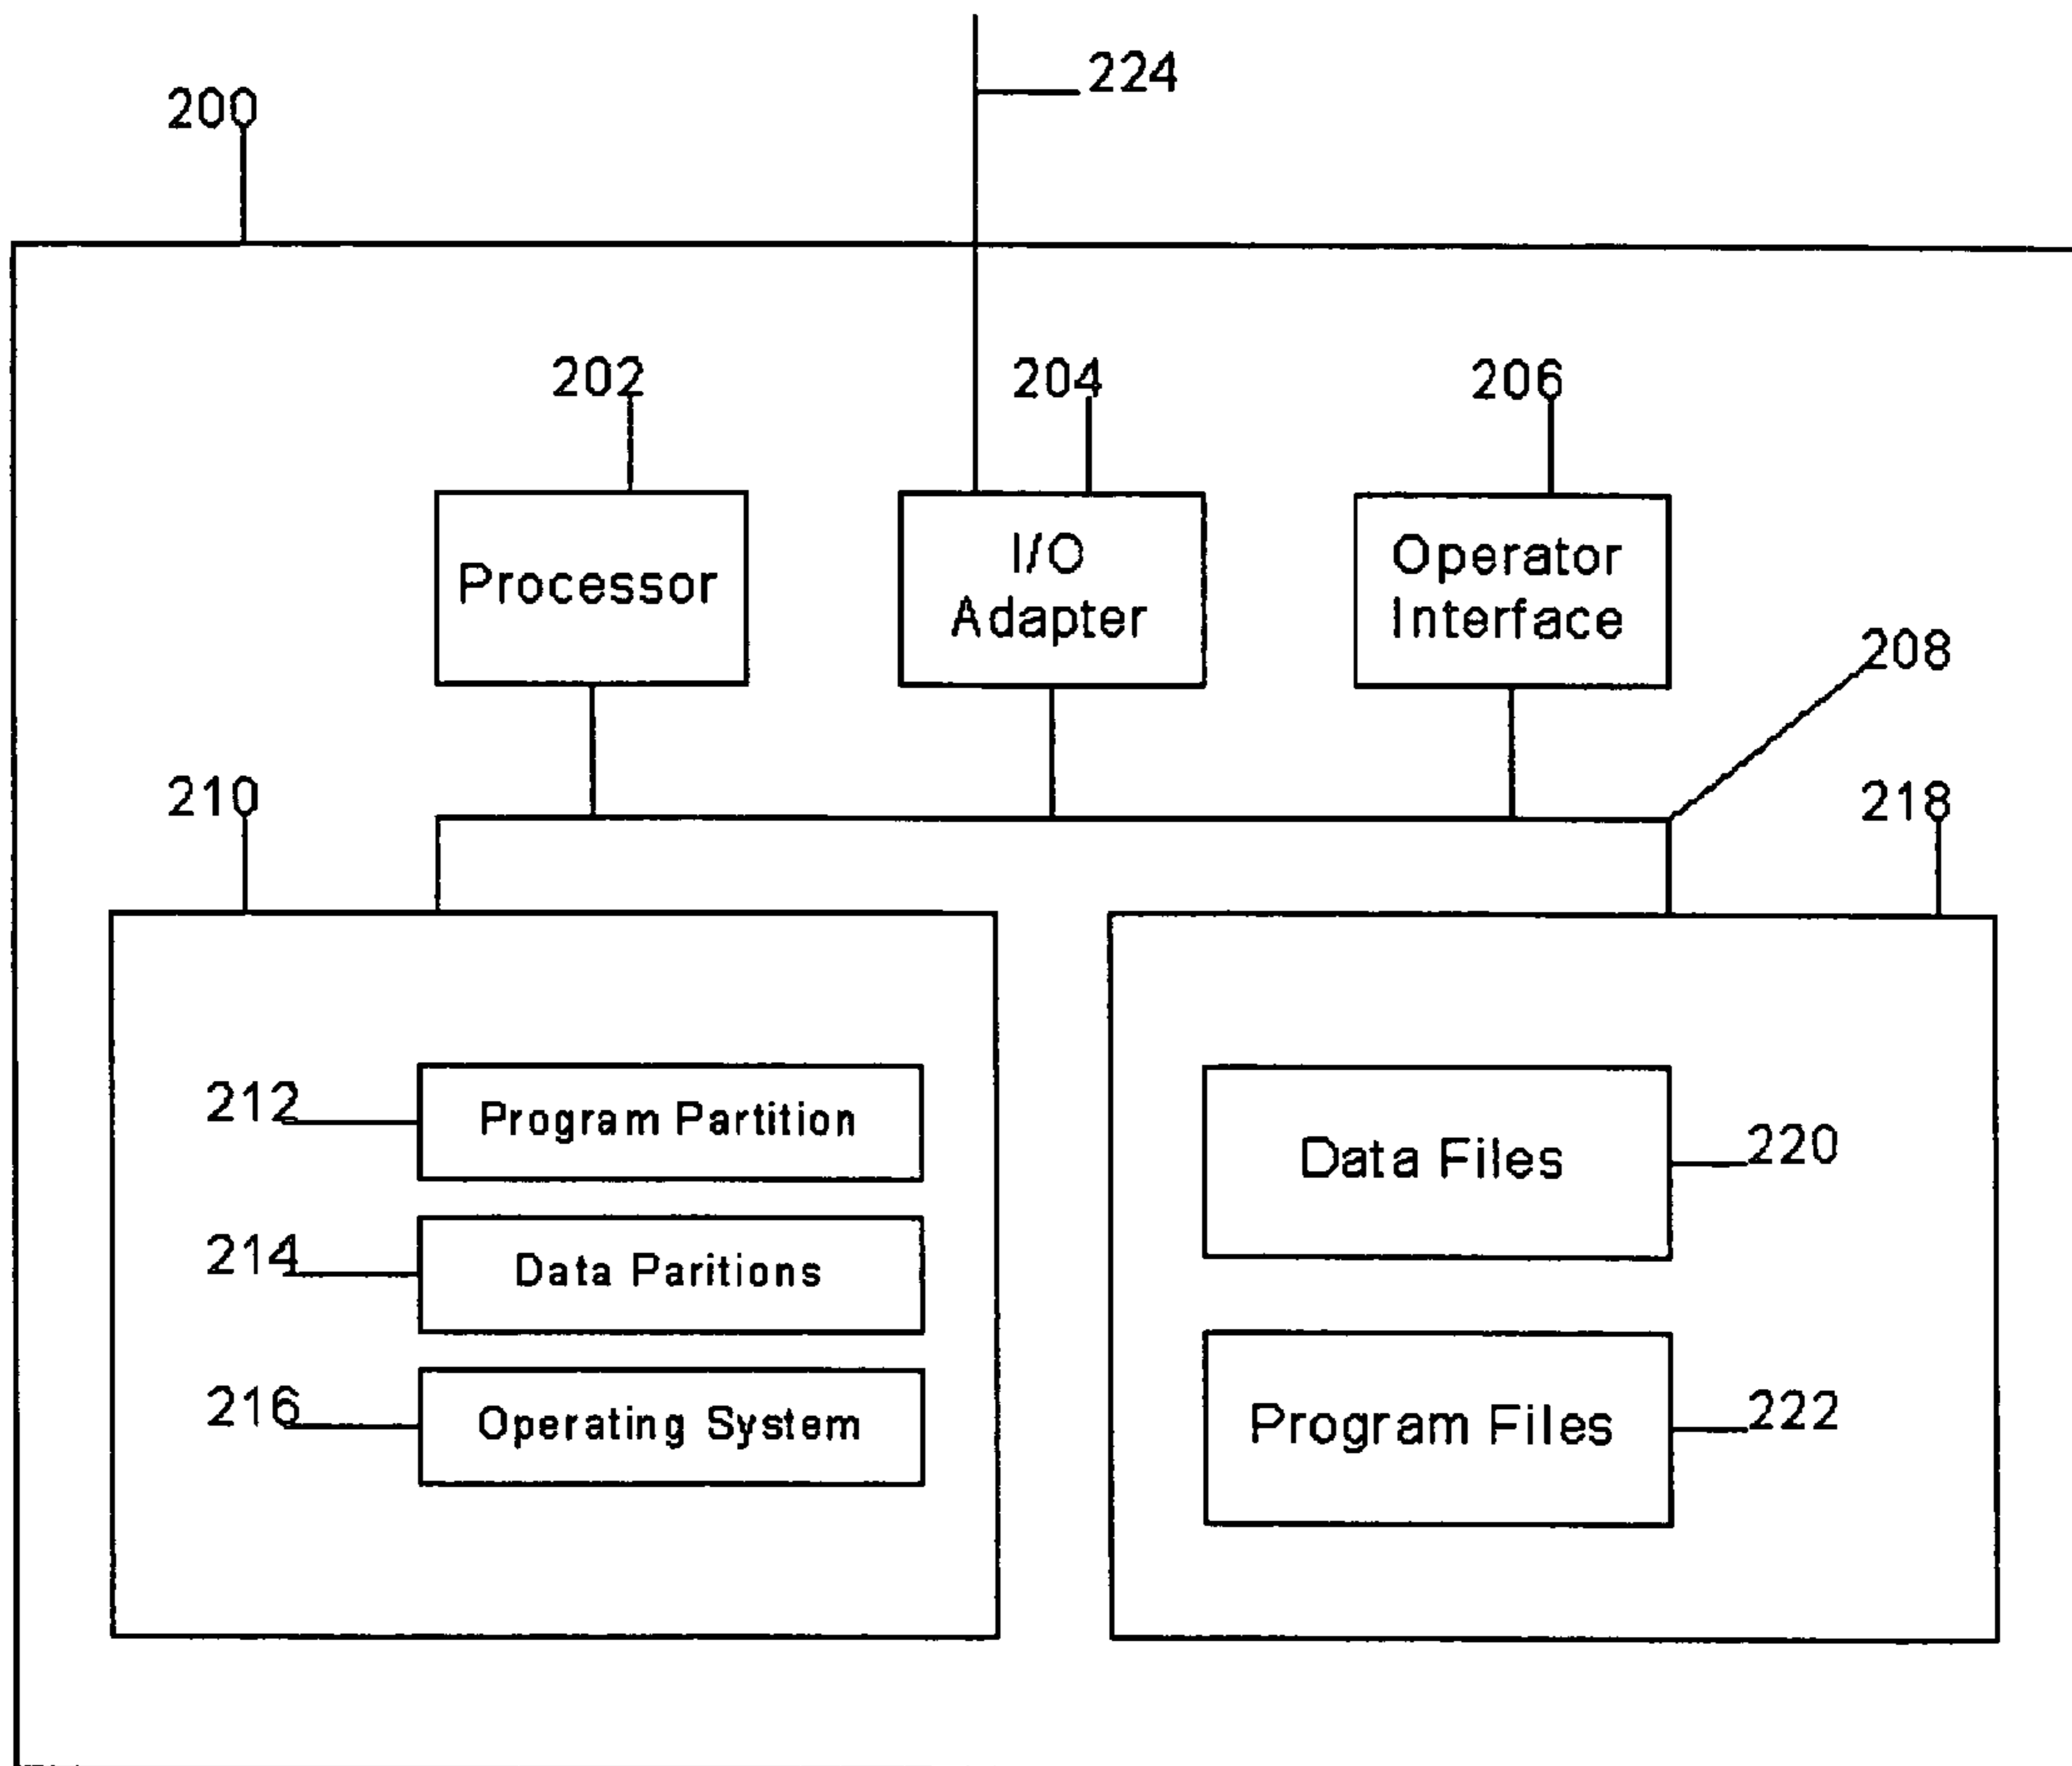 224
200
202
204
206
Processor
I/O
Adapter
Operator
Interface
208
210
218
212
Program Partition
214
Data Paritions
216
Operating System
Data Files
220
Program Files
222